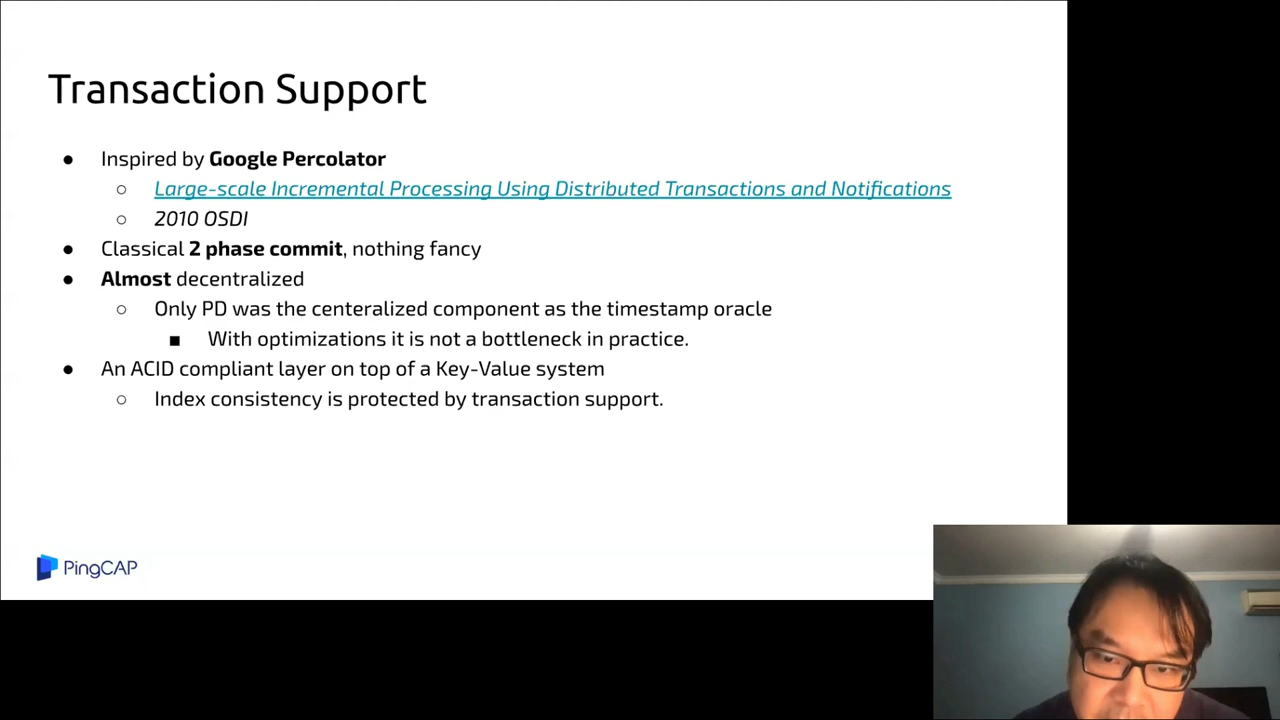 Transaction Support
● Inspired by Google Percolator
○ Large-scale Incremental Processing Using Distributed Transactions and Notifications
○ 2010 OSDI
● Classical 2 phase commit, nothing fancy
● Almost decentralized
○ Only PD was the centeralized component as the timestamp oracle
■ With optimizations it is not a bottleneck in practice.
● An ACID compliant layer on top of a Key-Value system
○ Index consistency is protected by transaction support.
PingCAP